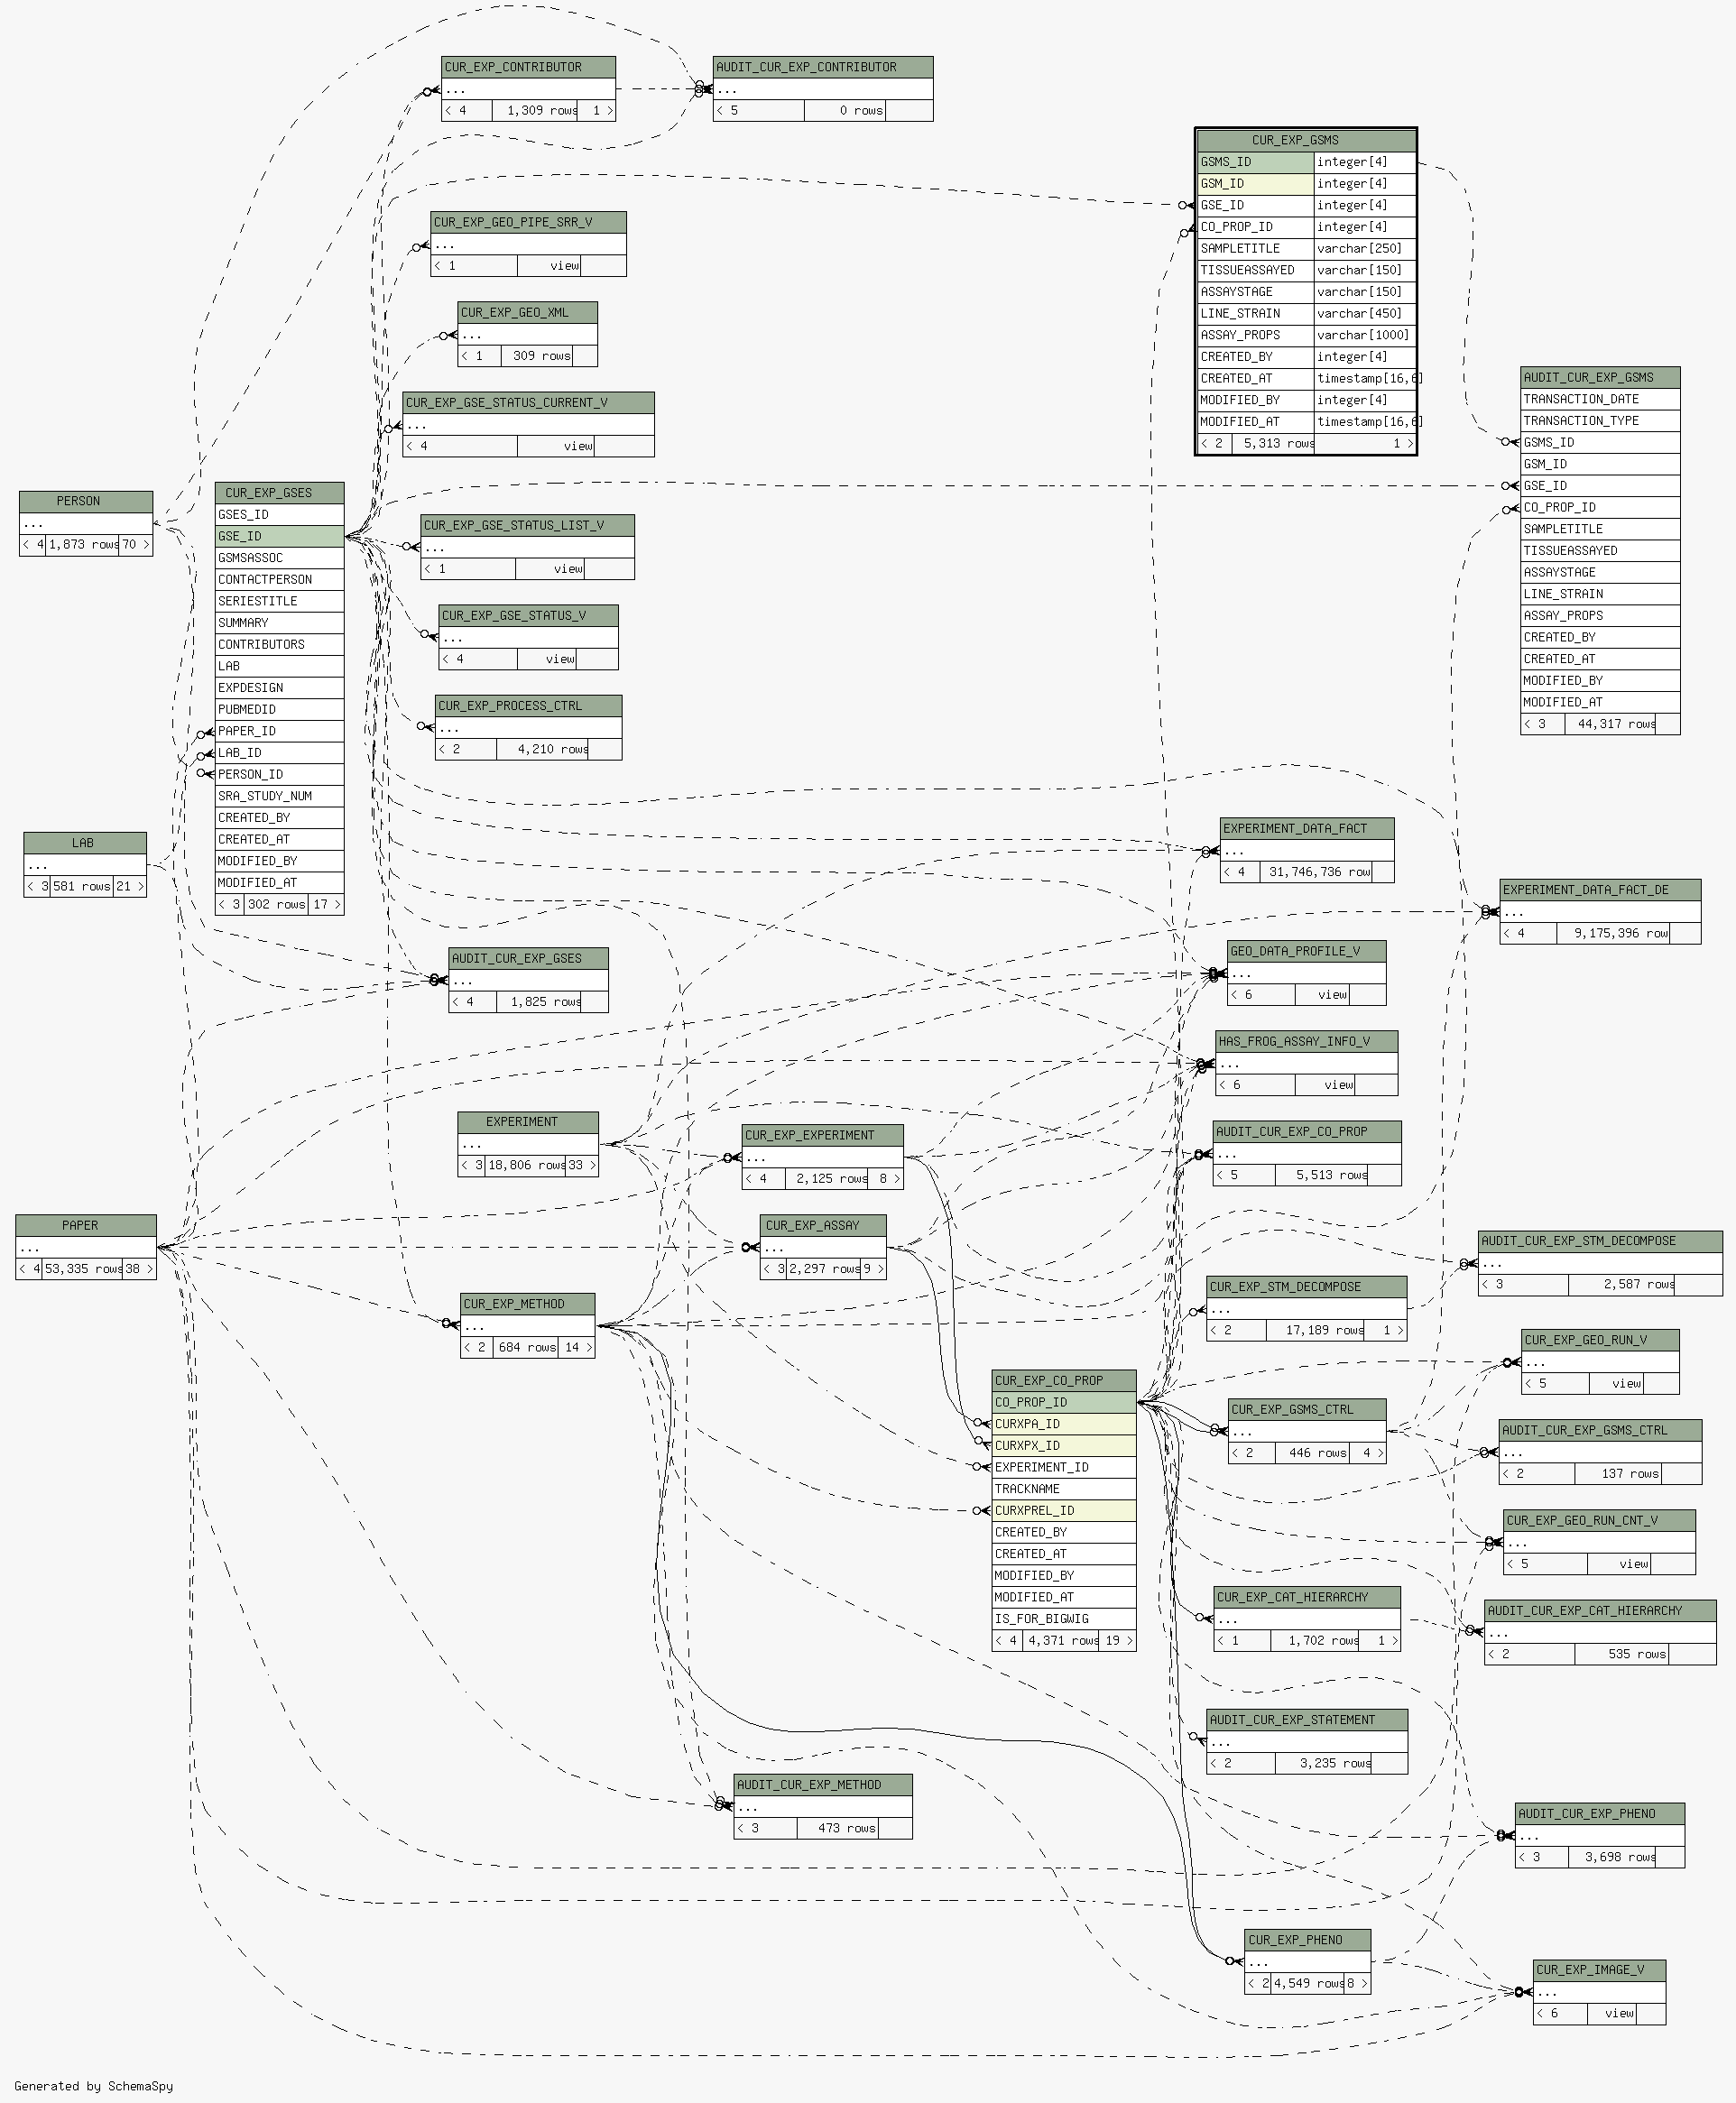 CUR_EXP_CONTRIBUTOR
...
< 4 1,309 rows 1 >
AUDIT_CUR_EXP_CONTRIBUTOR
...
< 5 0 rows
CUR_EXP_GSMS
GSMS_ID integer[4]
GSM_ID integer[4]
GSE_ID integer[4]
CO_PROP_ID integer[4]
SAMPLETITLE varchar[250]
TISSUEASSAYED varchar[150]
ASSAYSTAGE varchar[150]
LINE_STRAIN varchar[450]
ASSAY_PROPS varchar[1000]
CREATED_BY integer[4]
CREATED_AT timestamp[16,6]
MODIFIED_BY integer[4]
MODIFIED_AT timestamp[16,6]
< 2 5,313 rows 1 >
CUR_EXP_GEO_PIPE_SRR_V
...
< 1 view
CUR_EXP_GEO_XML
...
< 1 309 rows
CUR_EXP_GSE_STATUS_CURRENT_V
...
< 4 view
AUDIT_CUR_EXP_GSMS
TRANSACTION_DATE
TRANSACTION_TYPE
GSMS_ID
GSM_ID
GSE_ID
CO_PROP_ID
SAMPLETITLE
TISSUEASSAYED
ASSAYSTAGE
LINE_STRAIN
ASSAY_PROPS
CREATED_BY
CREATED_AT
MODIFIED_BY
MODIFIED_AT
< 3 44,317 rows
PERSON
...
< 4 1,873 rows 70 >
CUR_EXP_GSES
GSES_ID
GSE_ID
GSMSASSOC
CONTACTPERSON
SERIESTITLE
SUMMARY
CONTRIBUTORS
LAB
EXPDESIGN
PUBMEDID
PAPER_ID
LAB_ID
PERSON_ID
SRA_STUDY_NUM
CREATED_BY
CREATED_AT
MODIFIED_BY
MODIFIED_AT
< 3 302 rows 17 >
CUR_EXP_GSE_STATUS_LIST_V
...
< 1 view
CUR_EXP_GSE_STATUS_V
...
< 4 view
CUR_EXP_PROCESS_CTRL
...
< 2 4,210 rows
LAB
...
< 3 581 rows 21 >
EXPERIMENT_DATA_FACT
...
< 4 31,746,736 row
EXPERIMENT_DATA_FACT_DE
...
< 4 9,175,396 row
AUDIT_CUR_EXP_GSES
...
< 4 1,825 rows
GEO_DATA_PROFILE_V
...
< 6 view
HAS_FROG_ASSAY_INFO_V
...
< 6 view
EXPERIMENT
...
< 3 18,806 rows 33 >
CUR_EXP_EXPERIMENT
...
< 4 2,125 rows 8 >
AUDIT_CUR_EXP_CO_PROP
...
< 5 5,513 rows
PAPER
...
< 4 53,335 rows 38 >
CUR_EXP_ASSAY
...
< 3 2,297 rows 9 >
AUDIT_CUR_EXP_STM_DECOMPOSE
...
< 3 2,587 rows
CUR_EXP_METHOD
...
< 2 684 rows 14 >
CUR_EXP_STM_DECOMPOSE
...
< 2 17,189 rows 1 >
CUR_EXP_GEO_RUN_V
...
< 5 view
CUR_EXP_CO_PROP
CO_PROP_ID
CURXPA_ID
CURXPX_ID
EXPERIMENT_ID
TRACKNAME
CURXPREL_ID
CREATED_BY
CREATED_AT
MODIFIED_BY
MODIFIED_AT
IS_FOR_BIGWIG
< 4 4,371 rows 19 >
CUR_EXP_GSMS_CTRL
...
< 2 446 rows 4 >
AUDIT_CUR_EXP_GSMS_CTRL
...
< 2 137 rows
CUR_EXP_GEO_RUN_CNT_V
...
< 5 view
CUR_EXP_CAT_HIERARCHY
...
< 1 1,702 rows 1 >
AUDIT_CUR_EXP_CAT_HIERARCHY
...
< 2 535 rows
AUDIT_CUR_EXP_STATEMENT
...
< 2 3,235 rows
AUDIT_CUR_EXP_METHOD
...
< 3 473 rows
AUDIT_CUR_EXP_PHENO
...
< 3 3,698 rows
CUR_EXP_PHENO
...
< 2 4,549 rows 8 >
CUR_EXP_IMAGE_V
...
< 6 view
Generated by SchemaSpy